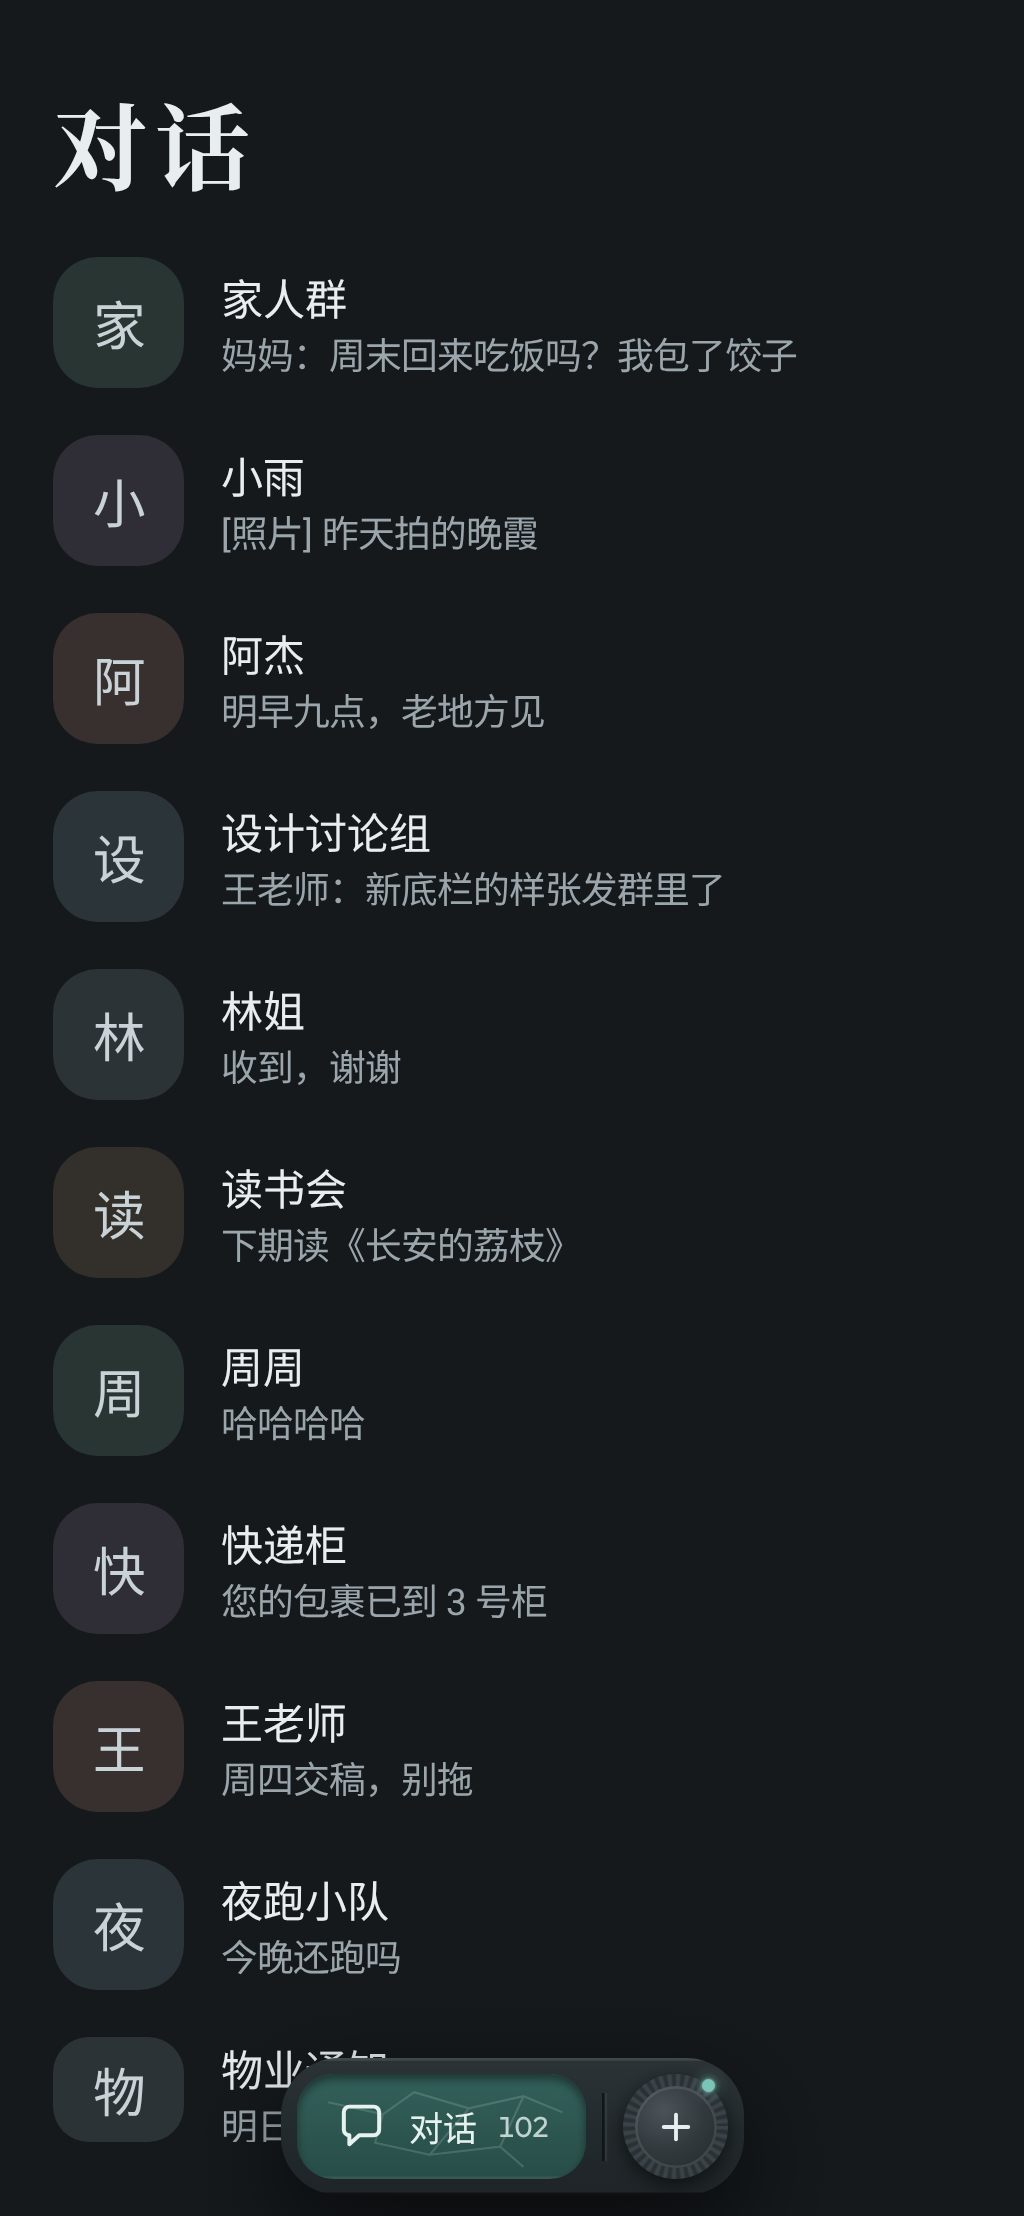 对话
家
家人群
妈妈：周末回来吃饭吗？我包了饺子
小
小雨
[照片] 昨天拍的晚霞
阿
阿杰
明早九点，老地方见
设
设计讨论组
王老师：新底栏的样张发群里了
林
林姐
收到，谢谢
读
读书会
下期读《长安的荔枝》
周
周周
哈哈哈哈
快
快递柜
您的包裹已到 3 号柜
王
王老师
周四交稿，别拖
夜
夜跑小队
今晚还跑吗
物
物业通知
明日
对话 102